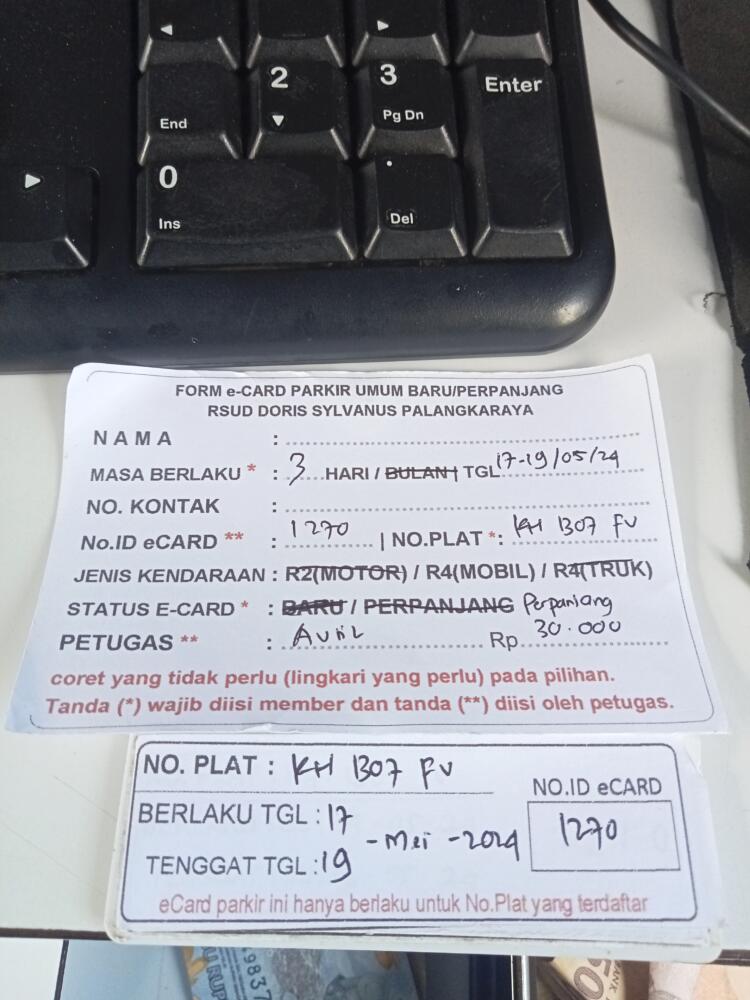 2
3
Enter
End
Pg Dn
0
.
Ins
Del
FORM e-CARD PARKIR UMUM BARU/PERPANJANG
RSUD DORIS SYLVANUS PALANGKARAYA
NAMA :
MASA BERLAKU * : 3 HARI / BULAN | TGL 17-19/05/24
NO. KONTAK :
No.ID eCARD ** : 1270 | NO.PLAT *: KH 1307 FV
JENIS KENDARAAN : R2(MOTOR) / R4(MOBIL) / R4(TRUK)
STATUS E-CARD * : BARU / PERPANJANG Perpanjang
PETUGAS ** : Rp 30.000
coret yang tidak perlu (lingkari yang perlu) pada pilihan.
Tanda (*) wajib diisi member dan tanda (**) diisi oleh petugas.
NO. PLAT : KH 1307 FV
NO.ID eCARD
1270
BERLAKU TGL : 17
- Mei - 2024
TENGGAT TGL : 19
eCard parkir ini hanya berlaku untuk No.Plat yang terdaftar